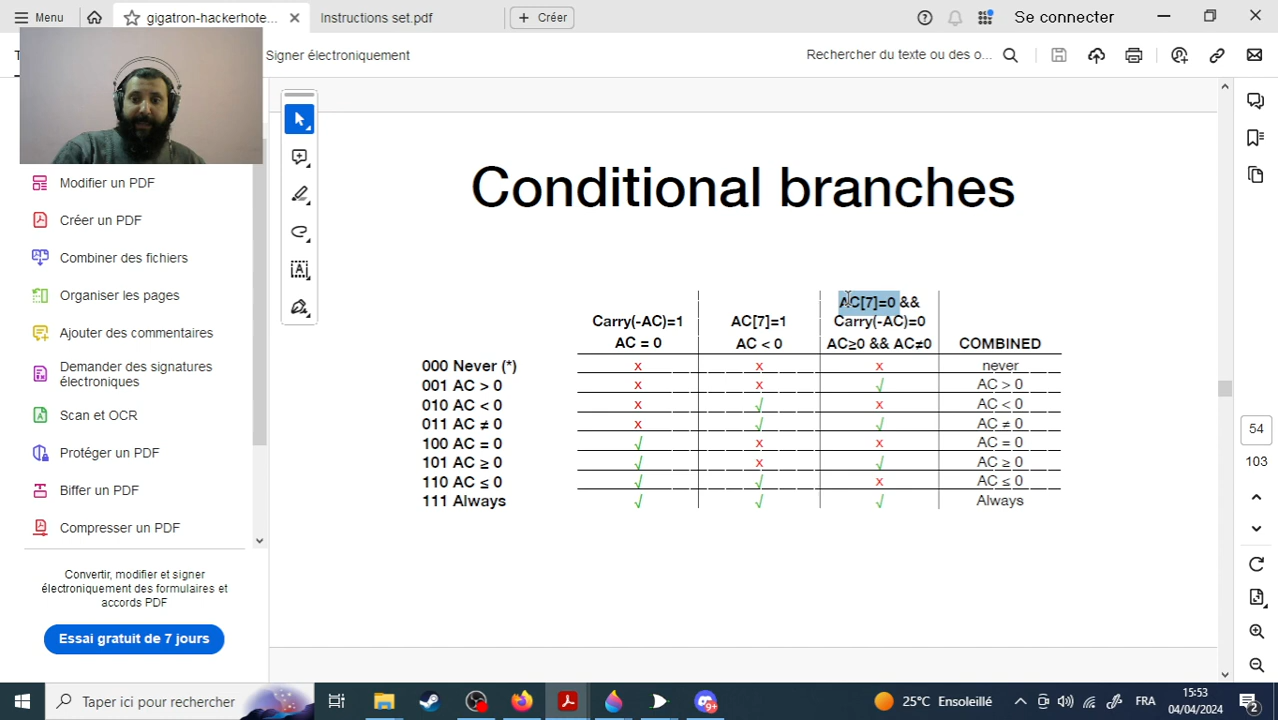 Menu
gigatron-hackerhote...
Instructions set.pdf
Créer
Se connecter
Signer électroniquement
Rechercher du texte ou des o...
Modifier un PDF
Créer un PDF
Combiner des fichiers
Organiser les pages
Ajouter des commentaires
Demander des signatures
électroniques
Scan et OCR
Protéger un PDF
Biffer un PDF
Compresser un PDF
Convertir, modifier et signer
électroniquement des formulaires et
accords PDF
Essai gratuit de 7 jours
Conditional branches
AC[7]=0 &&
Carry(-AC)=1 AC[7]=1 Carry(-AC)=0
AC = 0 AC < 0 AC≥0 && AC≠0 COMBINED
000 Never (*) x x x never
001 AC > 0 x x √ AC > 0
010 AC < 0 x √ x AC < 0
011 AC ≠ 0 x √ √ AC ≠ 0
100 AC = 0 √ x x AC = 0
101 AC ≥ 0 √ x √ AC ≥ 0
110 AC ≤ 0 √ √ x AC ≤ 0
111 Always √ √ √ Always
54
103
Taper ici pour rechercher
9+
25°C Ensoleillé
FRA
15:53
04/04/2024
2